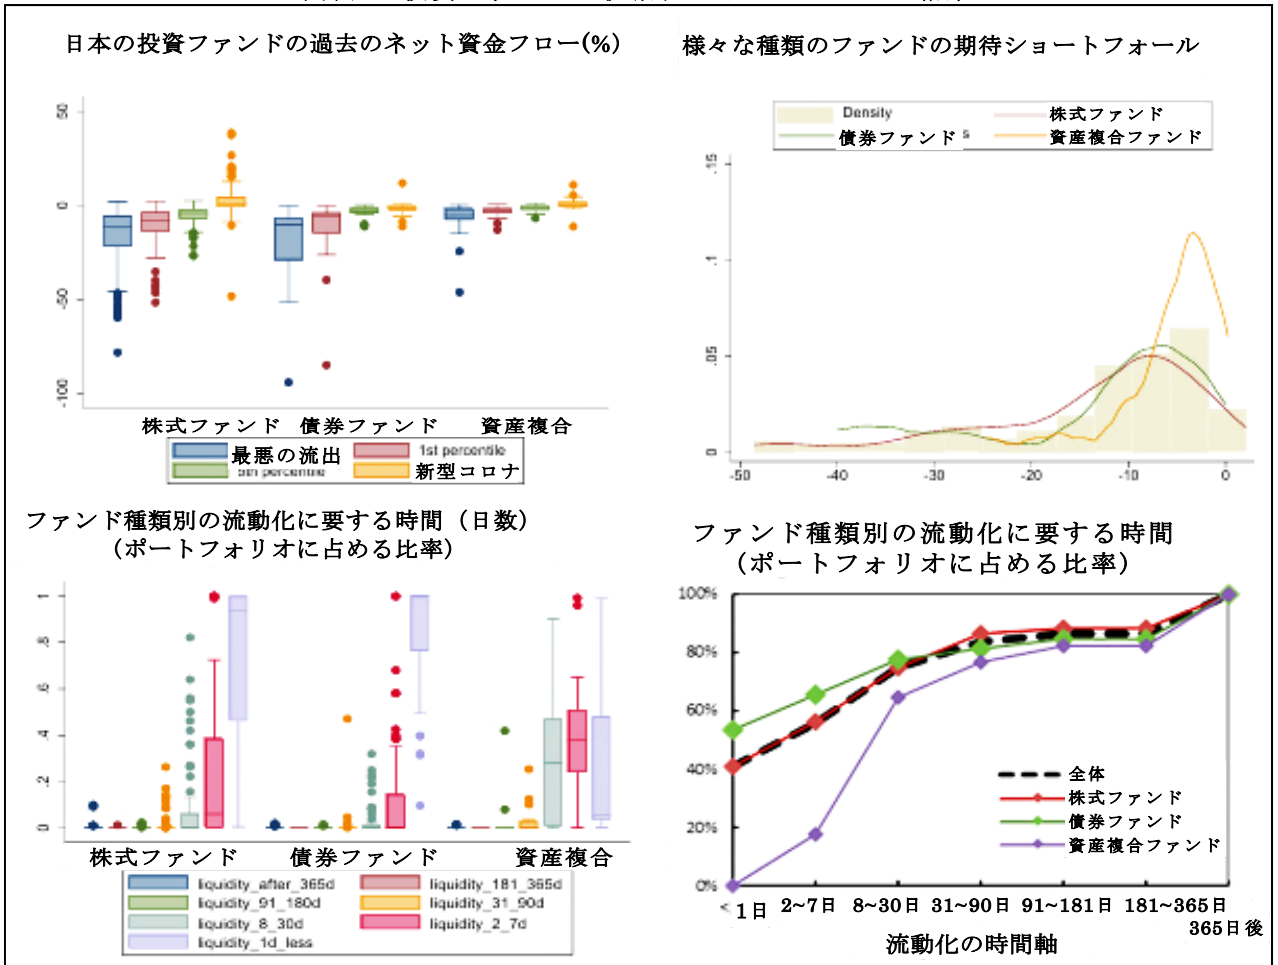 日本の投資ファンドの過去のネット資金フロー(%)
50
0
-50
-100
株式ファンド 債券ファンド 資産複合
最悪の流出 1st percentile
5th percentile 新型コロナ
様々な種類のファンドの期待ショートフォール
Density 株式ファンド
債券ファンド s 資産複合ファンド
.15
.1
.05
0
-50 -40 -30 -20 -10 0
ファンド種類別の流動化に要する時間（日数）
（ポートフォリオに占める比率）
1
.8
.6
.4
.2
0
株式ファンド 債券ファンド 資産複合
liquidity_after_365d liquidity_181_365d
liquidity_91_180d liquidity_31_90d
liquidity_8_30d liquidity_2_7d
liquidity_1d_less
ファンド種類別の流動化に要する時間
（ポートフォリオに占める比率）
100%
80%
60%
40%
20%
0%
全体
株式ファンド
債券ファンド
資産複合ファンド
< 1日 2~7日 8~30日 31~90日 91~181日 181~365日
365日後
流動化の時間軸